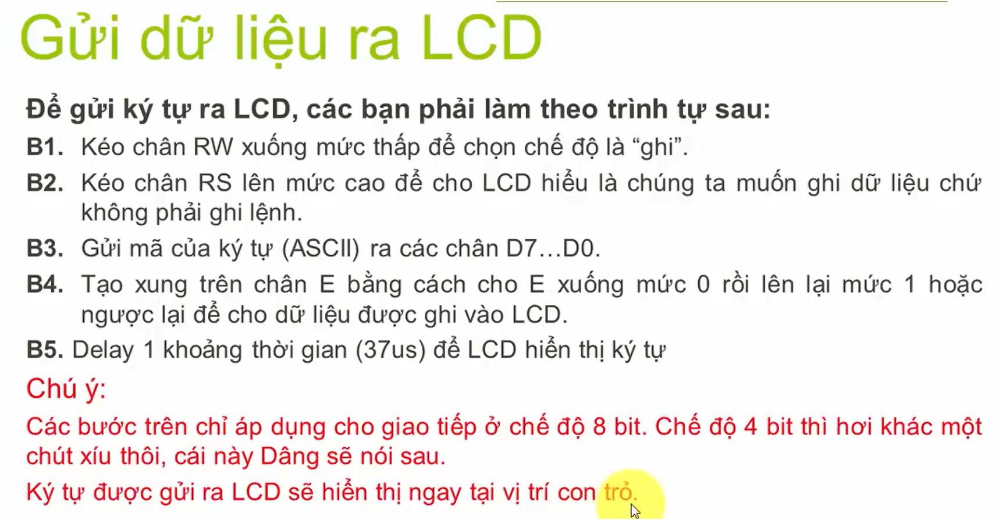 Gửi dữ liệu ra LCD
Để gửi ký tự ra LCD, các bạn phải làm theo trình tự sau:
B1. Kéo chân RW xuống mức thấp để chọn chế độ là “ghi”.
B2. Kéo chân RS lên mức cao để cho LCD hiểu là chúng ta muốn ghi dữ liệu chứ
không phải ghi lệnh.
B3. Gửi mã của ký tự (ASCII) ra các chân D7...D0.
B4. Tạo xung trên chân E bằng cách cho E xuống mức 0 rồi lên lại mức 1 hoặc
ngược lại để cho dữ liệu được ghi vào LCD.
B5. Delay 1 khoảng thời gian (37us) để LCD hiển thị ký tự
Chú ý:
Các bước trên chỉ áp dụng cho giao tiếp ở chế độ 8 bit. Chế độ 4 bit thì hơi khác một
chút xíu thôi, cái này Dâng sẽ nói sau.
Ký tự được gửi ra LCD sẽ hiển thị ngay tại vị trí con trỏ.